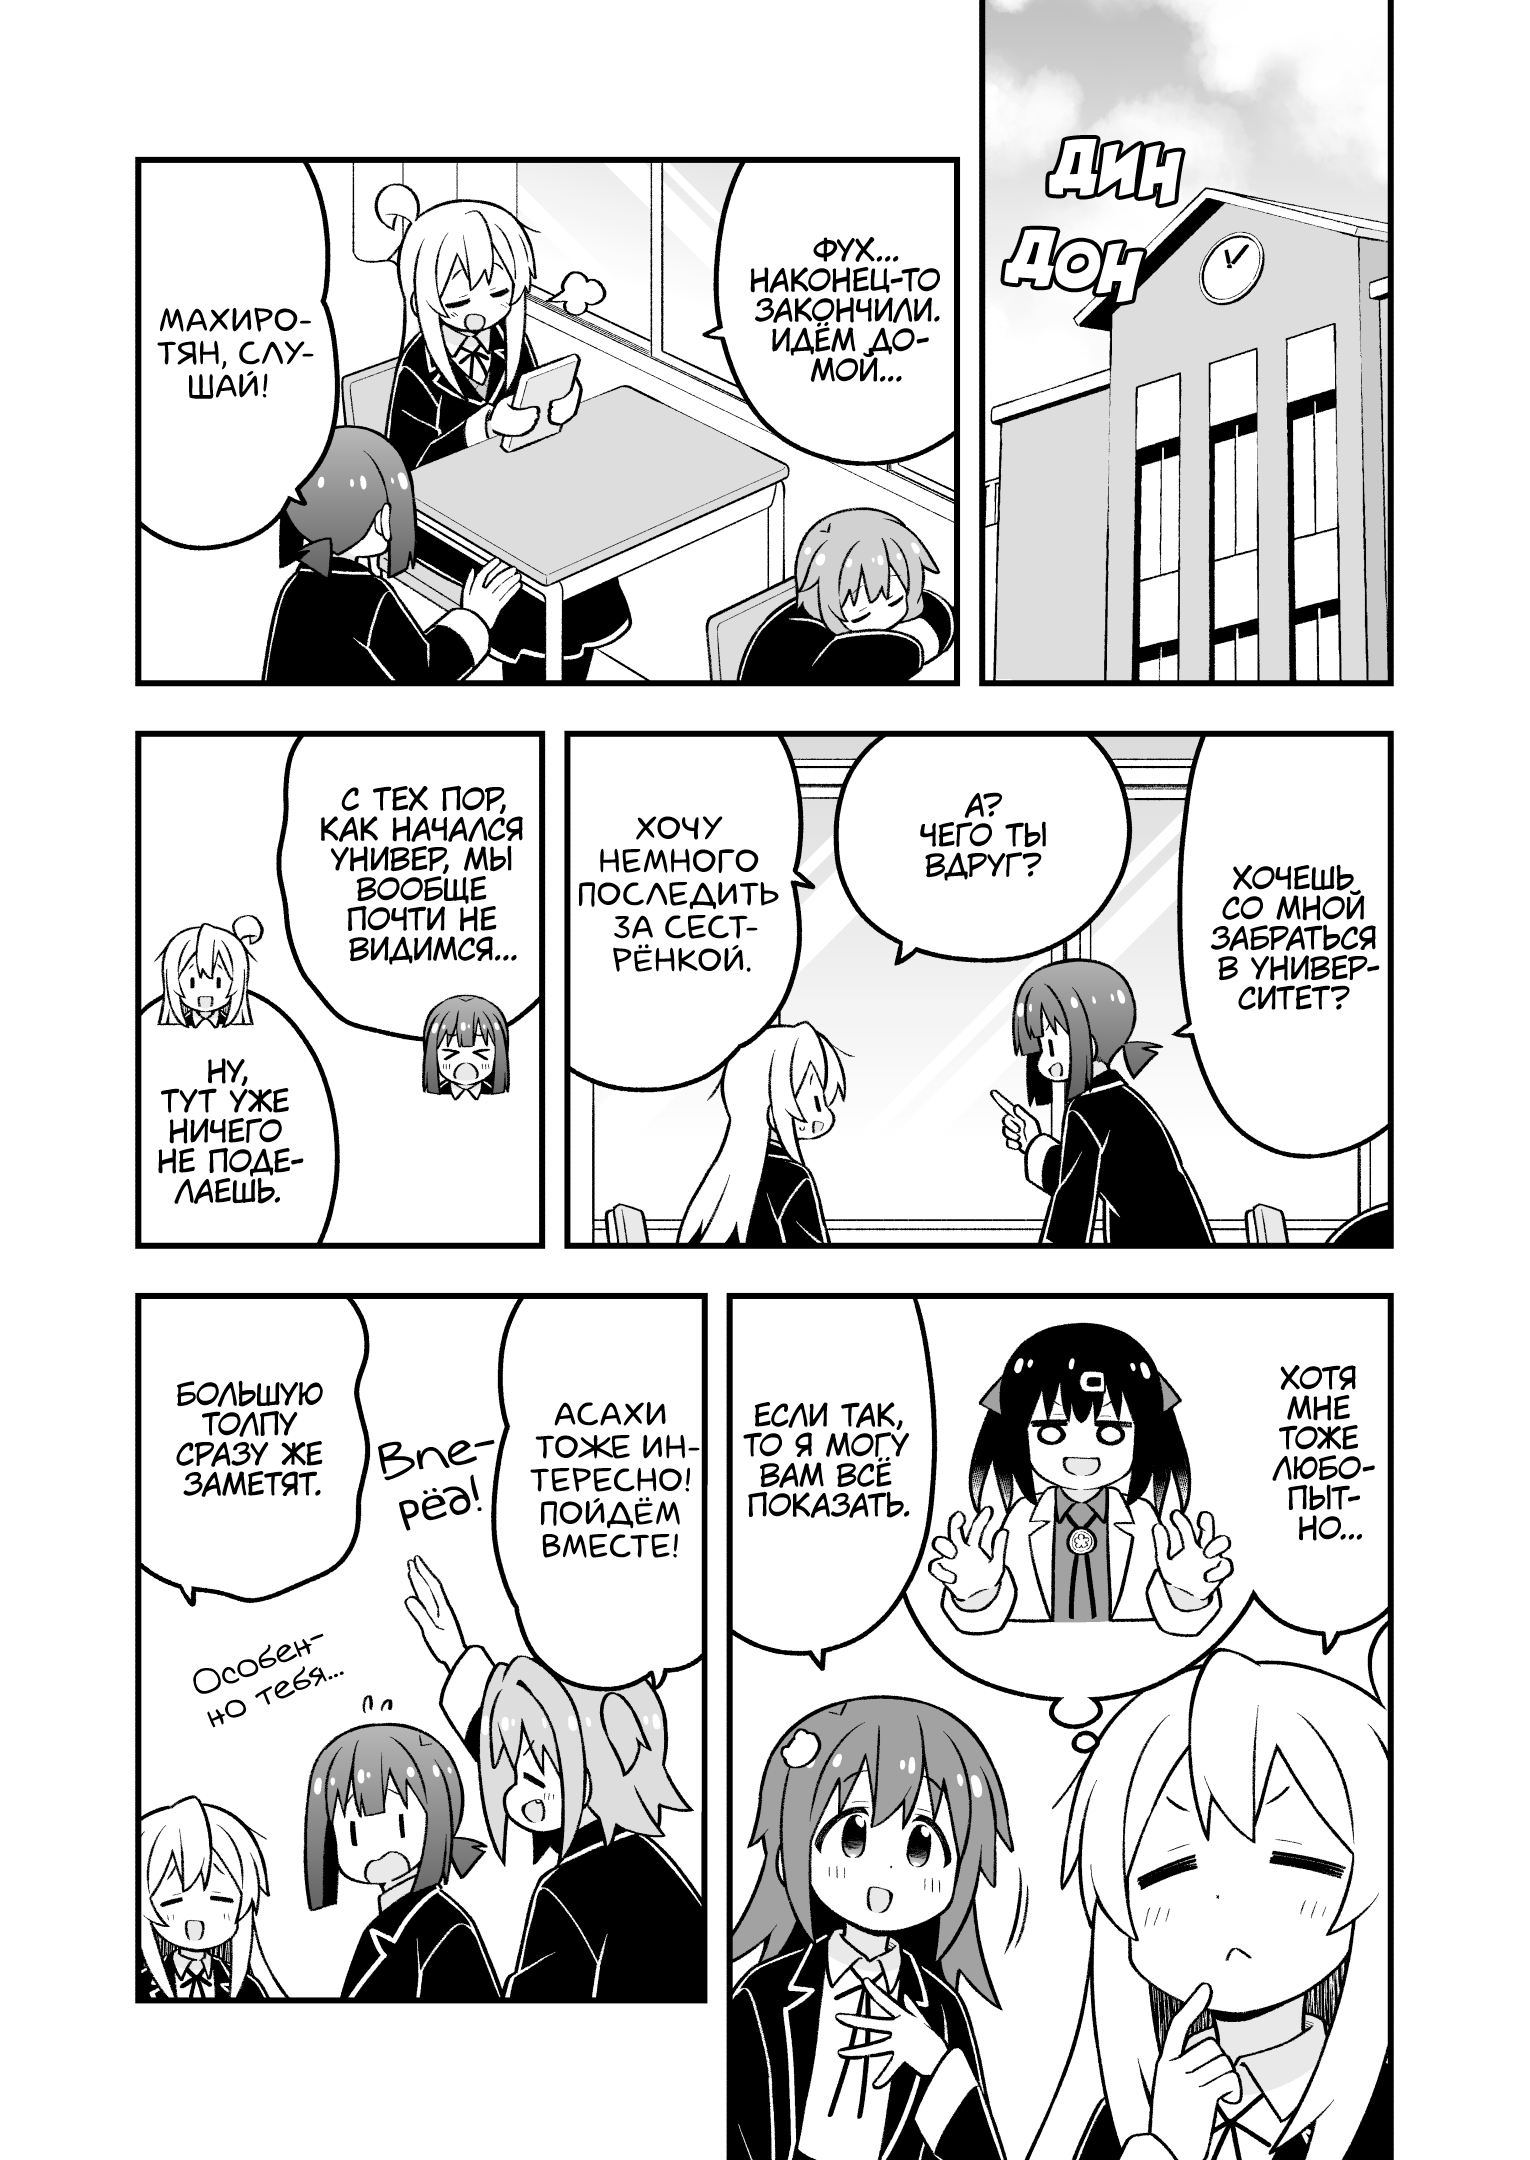 ДИН
ДОН
ФУХ...
НАКОНЕЦ-ТО
ЗАКОНЧИЛИ.
ИДЁМ ДО-
МОЙ...
МАХИРО-
ТЯН, СЛУ-
ШАЙ!
ХОЧЕШЬ
СО МНОЙ
ЗАБРАТЬСЯ
В УНИВЕР-
СИТЕТ?
А?
ЧЕГО ТЫ
ВДРУГ?
ХОЧУ
НЕМНОГО
ПОСЛЕДИТЬ
ЗА СЕСТ-
РЁНКОЙ.
С ТЕХ ПОР,
КАК НАЧАЛСЯ
УНИВЕР, МЫ
ВООБЩЕ
ПОЧТИ НЕ
ВИДИМСЯ...
НУ,
ТУТ УЖЕ
НИЧЕГО
НЕ ПОДЕ-
ЛАЕШЬ.
ХОТЯ
МНЕ
ТОЖЕ
ЛЮБО-
ПЫТ-
НО...
ЕСЛИ ТАК,
ТО Я МОГУ
ВАМ ВСЁ
ПОКАЗАТЬ.
АСАХИ
ТОЖЕ ИН-
ТЕРЕСНО!
ПОЙДЁМ
ВМЕСТЕ!
Впе-
рёд!
БОЛЬШУЮ
ТОЛПУ
СРАЗУ ЖЕ
ЗАМЕТЯТ.
Особен-
но тебя...